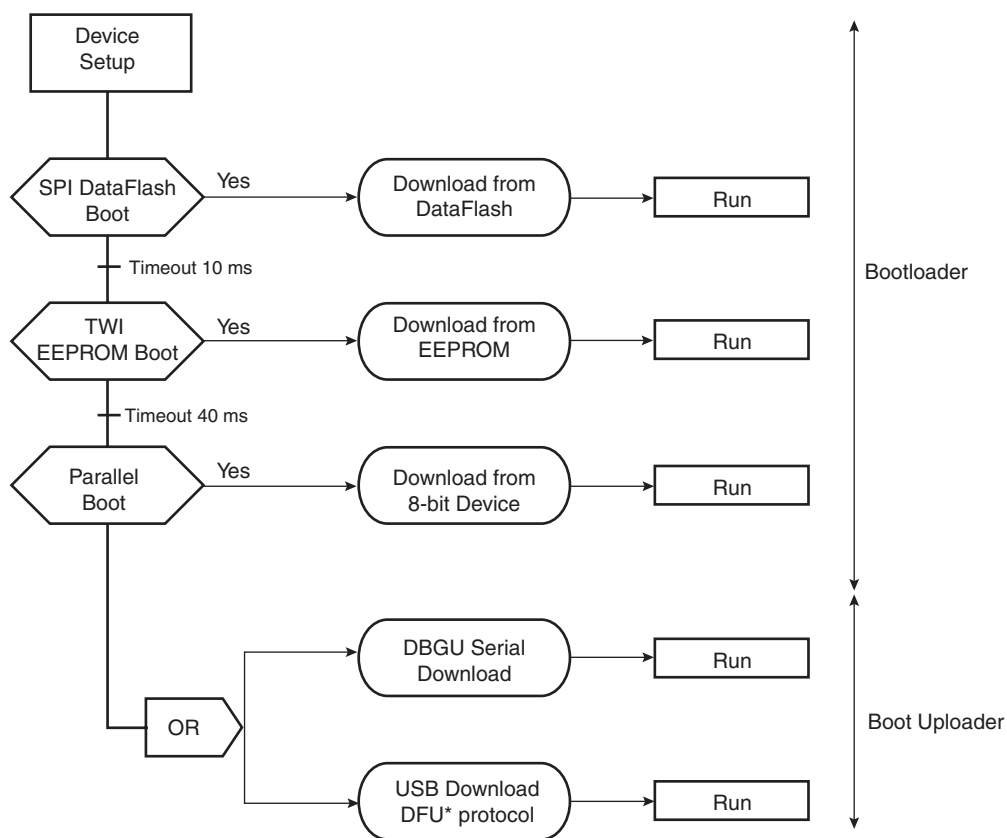 Device
Setup
SPI DataFlash
Boot
Yes
Download from
DataFlash
Run
Timeout 10 ms
Bootloader
TWI
EEPROM Boot
Yes
Download from
EEPROM
Run
Timeout 40 ms
Parallel
Boot
Yes
Download from
8-bit Device
Run
DBGU Serial
Download
Run
OR
Boot Uploader
USB Download
DFU* protocol
Run